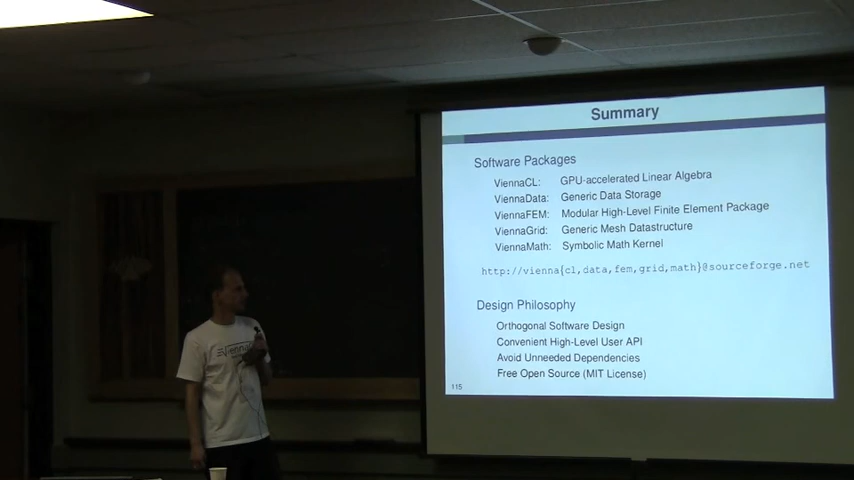 Summary
Software Packages
ViennaCL: GPU-accelerated Linear Algebra
ViennaData: Generic Data Storage
ViennaFEM: Modular High-Level Finite Element Package
ViennaGrid: Generic Mesh Datastructure
ViennaMath: Symbolic Math Kernel
http://vienna{cl,data,fem,grid,math}@sourceforge.net
Design Philosophy
Orthogonal Software Design
Convenient High-Level User API
Avoid Unneeded Dependencies
Free Open Source (MIT License)
115